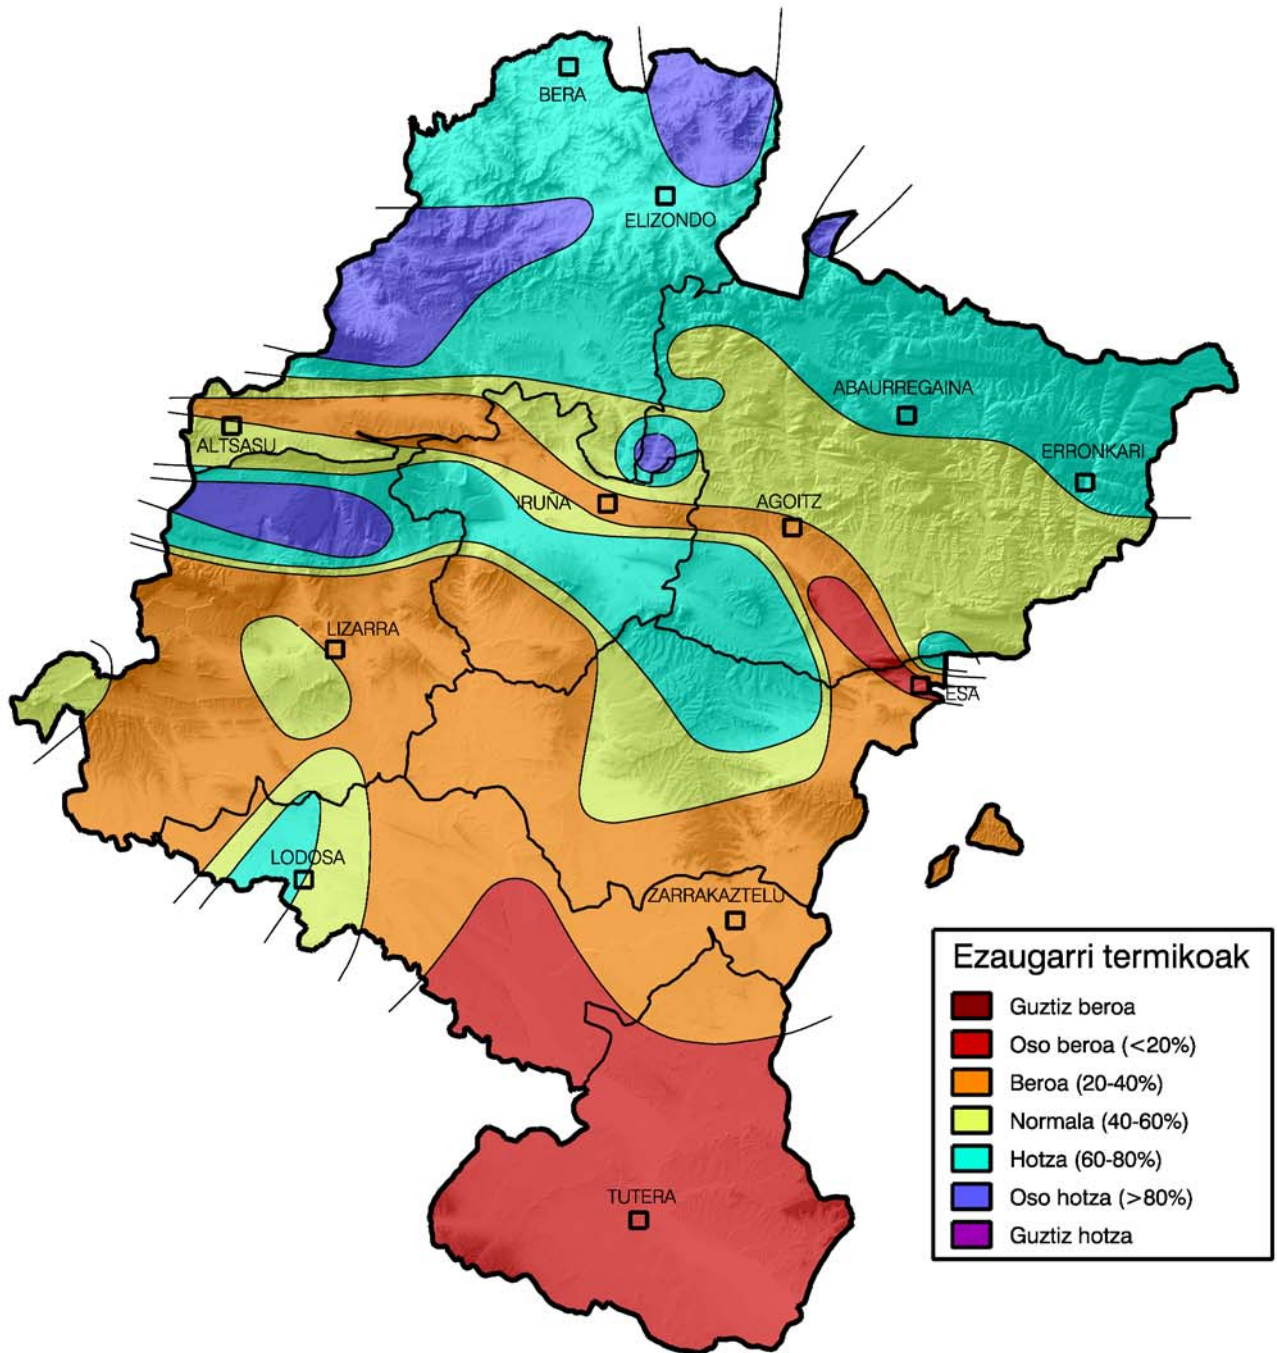 BERA
ELIZONDO
ABAURREGAINA
ALTSASU
ERRONKARI
IRUÑA
AGOITZ
LIZARRA
ESA
LODOSA
ZARRAKAZTELU
TUTERA
Ezaugarri termikoak
Guztiz beroa
Oso beroa (<20%)
Beroa (20-40%)
Normala (40-60%)
Hotza (60-80%)
Oso hotza (>80%)
Guztiz hotza